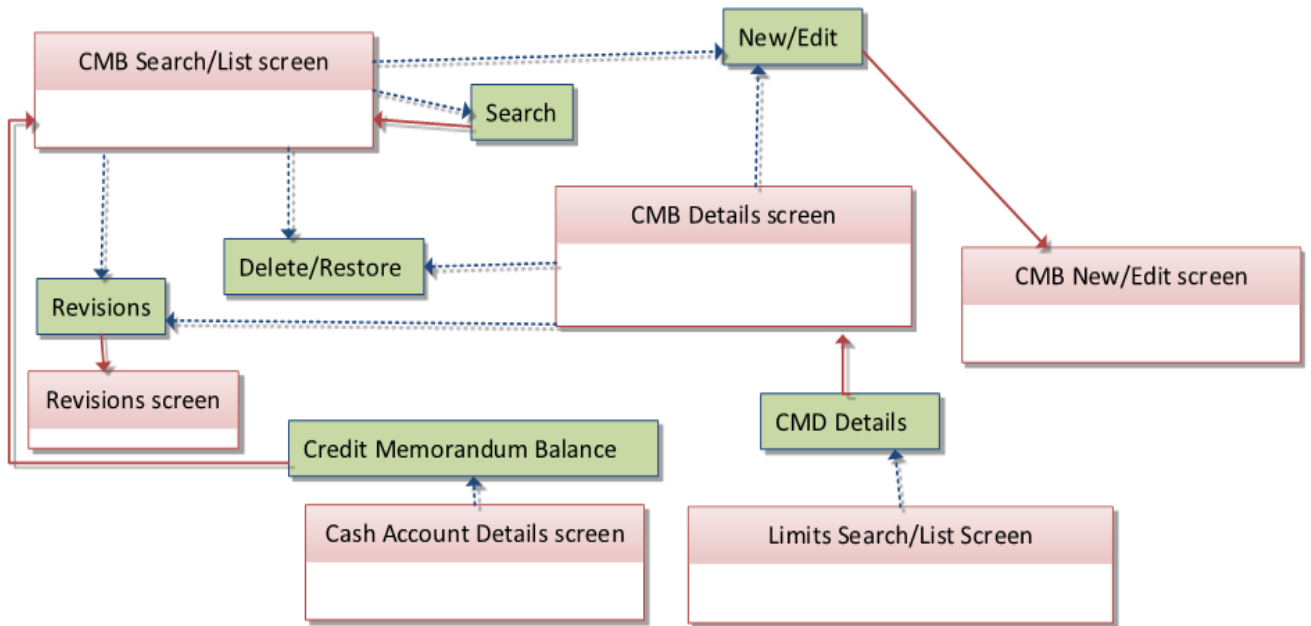 New/Edit
CMB Search/List screen
Search
CMB Details screen
Delete/Restore
CMB New/Edit screen
Revisions
Revisions screen
CMD Details
Credit Memorandum Balance
Cash Account Details screen
Limits Search/List Screen